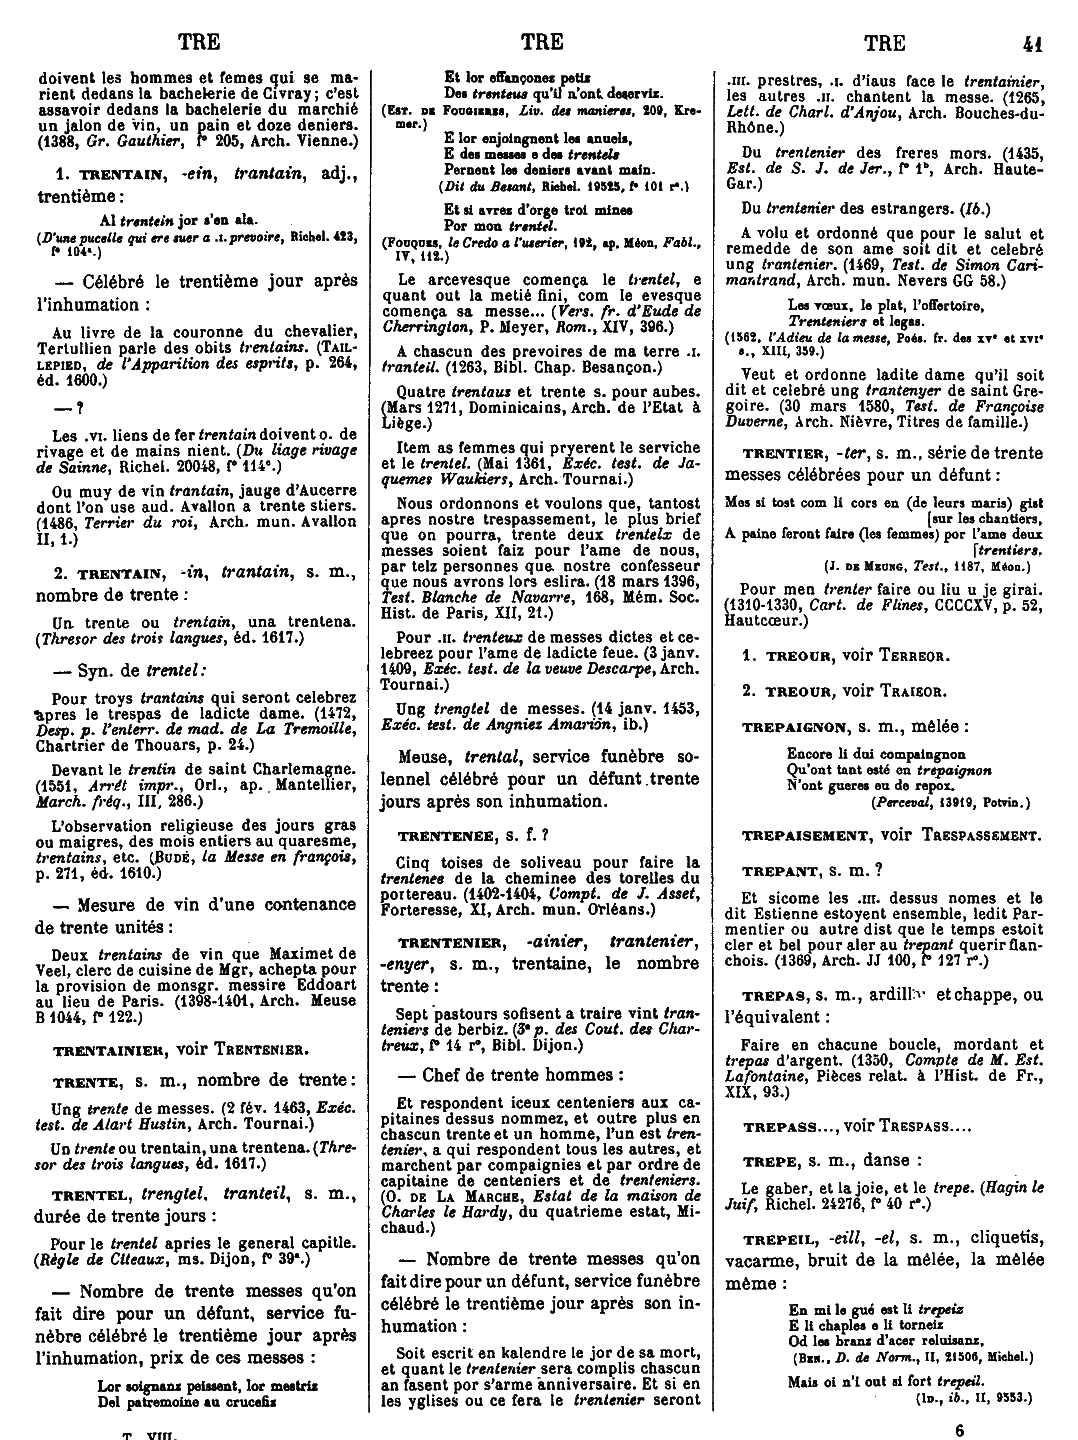 TRE
TRE
TRE
41
doivent les hommes et femes qui se ma-
rient dedans la bachelerie de Civray; c'est
assavoir dedans la bachelerie du marchié
un jalon de vin, un pain et doze deniers.
(1388, Gr. Gauthier, f° 205, Arch. Vienne.)
1. TRENTAIN, -ein, trantain, adj.,
trentième :
Al trentein jor s'en ala.
(D'une pucelle qui ere suer a .I. prevoire, Richel. 423,
f° 104ª.)
— Célébré le trentième jour après
l'inhumation :
Au livre de la couronne du chevalier,
Tertullien parle des obits trentains. (TAIL-
LEPIED, de l'Apparition des esprits, p. 264,
éd. 1600.)
— ?
Les .VI. liens de fer trentain doivent o. de
rivage et de mains nient. (Du liage rivage
de Sainne, Richel. 20048, f° 114ᶜ.)
Ou muy de vin trantain, jauge d'Aucerre
dont l'on use aud. Avallon a trente stiers.
(1486, Terrier du roi, Arch. mun. Avallon
II, 1.)
2. TRENTAIN, -in, trantain, s. m.,
nombre de trente :
Un trente ou trentain, una trentena.
(Thresor des trois langues, éd. 1617.)
— Syn. de trentel :
Pour troys trantains qui seront celebrez
apres le trespas de ladicte dame. (1472,
Desp. p. l'enterr. de mad. de La Tremoille,
Chartrier de Thouars, p. 24.)
Devant le trentin de saint Charlemagne.
(1551, Arrêt impr., Orl., ap. Mantellier,
March. fréq., III, 286.)
L'observation religieuse des jours gras
ou maigres, des mois entiers au quaresme,
trentains, etc. (BUDÉ, la Messe en françois,
p. 271, éd. 1610.)
— Mesure de vin d'une contenance
de trente unités :
Deux trentains de vin que Maximet de
Veel, clerc de cuisine de Mgr, achepta pour
la provision de monsgr. messire Eddoart
au lieu de Paris. (1398-1401, Arch. Meuse
B 1044, f° 122.)
TRENTAINIER, voir TRENTENIER.
TRENTE, s. m., nombre de trente :
Ung trente de messes. (2 fév. 1463, Exéc.
test. de Alart Hustin, Arch. Tournai.)
Un trente ou trentain, una trentena. (Thre-
sor des trois langues, éd. 1617.)
TRENTEL, trengtel, tranteil, s. m.,
durée de trente jours :
Pour le trentel apries le general capitle.
(Règle de Citeaux, ms. Dijon, f° 39ª.)
— Nombre de trente messes qu'on
fait dire pour un défunt, service fu-
nèbre célébré le trentième jour après
l'inhumation, prix de ces messes :
Lor soignanz peissent, lor mestriz
Del patremoine au crucefiz
T. VIII.
Et lor effançonez petiz
Des trenteus qu'il n'ont deservis.
(EST. DE FOUGIERES, Liv. des manieres, 209, Kre-
mer.)
E lor enjoingnent les anuels,
E des messes e des trentels
Pernent les deniers avant main.
(Dit du Besant, Richel. 19525, f° 101 r°.)
Et si avrez d'orge troi mines
Por mon trentel.
(FOUQUES, le Credo a l'userier, 192, ap. Méon, Fabl.,
IV, 112.)
Le arcevesque comença le trentel, e
quant out la metié fini, com le evesque
comença sa messe... (Vers. fr. d'Eude de
Cherrington, P. Meyer, Rom., XIV, 396.)
A chascun des prevoires de ma terre .I.
tranteil. (1263, Bibl. Chap. Besançon.)
Quatre trentaus et trente s. pour aubes.
(Mars 1271, Dominicains, Arch. de l'Etat à
Liège.)
Item as femmes qui pryerent le serviche
et le trentel. (Mai 1361, Exéc. test. de Ja-
quemes Waukiers, Arch. Tournai.)
Nous ordonnons et voulons que, tantost
apres nostre trespassement, le plus brief
que on pourra, trente deux trentelx de
messes soient faiz pour l'ame de nous,
par telz personnes que nostre confesseur
que nous avrons lors eslira. (18 mars 1396,
Test. Blanche de Navarre, 168, Mém. Soc.
Hist. de Paris, XII, 21.)
Pour .II. trenteux de messes dictes et ce-
lebreez pour l'ame de ladicte feue. (3 janv.
1409, Exéc. test. de la veuve Descarpe, Arch.
Tournai.)
Ung trengtel de messes. (14 janv. 1453,
Exéc. test. de Angniez Amarion, ib.)
Meuse, trental, service funèbre so-
lennel célébré pour un défunt trente
jours après son inhumation.
TRENTENEE, s. f. ?
Cinq toises de soliveau pour faire la
trentenee de la cheminee des torelles du
portereau. (1402-1404, Compt. de J. Asset,
Forteresse, XI, Arch. mun. Orléans.)
TRENTENIER, -ainier, trantenier,
-enyer, s. m., trentaine, le nombre
trente :
Sept pastours sofisent a traire vint tran-
teniers de berbiz. (3ᵉ p. des Cout. des Char-
treux, f° 14 r°, Bibl. Dijon.)
— Chef de trente hommes :
Et respondent iceux centeniers aux ca-
pitaines dessus nommez, et outre plus en
chascun trente et un homme, l'un est tren-
tenier, a qui respondent tous les autres, et
marchent par compaignies et par ordre de
capitaine de centeniers et de trenteniers.
(O. DE LA MARCHE, Estat de la maison de
Charles le Hardy, du quatrieme estat, Mi-
chaud.)
— Nombre de trente messes qu'on
fait dire pour un défunt, service funèbre
célébré le trentième jour après son in-
humation :
Soit escrit en kalendre le jor de sa mort,
et quant le trentenier sera complis chascun
an fasent por s'arme anniversaire. Et si en
les yglises ou ce fera le trentenier seront
.III. prestres, .I. d'iaus face le trentainier,
les autres .II. chantent la messe. (1265,
Lett. de Charl. d'Anjou, Arch. Bouches-du-
Rhône.)
Du trentenier des freres mors. (1435,
Est. de S. J. de Jer., f° 1ᵇ, Arch. Haute-
Gar.)
Du trentenier des estrangers. (Ib.)
A volu et ordonné que pour le salut et
remedde de son ame soit dit et celebré
ung trantenier. (1469, Test. de Simon Cari-
mantrand, Arch. mun. Nevers GG 58.)
Les vœux, le plat, l'offertoire,
Trenteniers et legas.
(1562, l'Adieu de la messe, Poés. fr. des XVᵉ et XVIᵉ
s., XIII, 359.)
Veut et ordonne ladite dame qu'il soit
dit et celebré ung trantenyer de saint Gre-
goire. (30 mars 1580, Test. de Françoise
Duverne, Arch. Nièvre, Titres de famille.)
TRENTIER, -ter, s. m., série de trente
messes célébrées pour un défunt :
Mes si tost com li cors en (de leurs maris) gist
[sur les chantiers,
A paine feront faire (les femmes) por l'ame deux
[trentiers.
(J. DE MEUNG, Test., 1187, Méon.)
Pour men trenter faire ou liu u je girai.
(1310-1330, Cart. de Flines, CCCCXV, p. 52,
Hautcœur.)
1. TREOUR, voir TERREOR.
2. TREOUR, voir TRAISOR.
TREPAIGNON, s. m., mêlée :
Encore li dui compaingnon
Qu'ont tant esté en trepaignon
N'ont gueres eu de repox.
(Perceval, 13919, Potvin.)
TREPAISEMENT, voir TRESPASSEMENT.
TREPANT, s. m. ?
Et sicome les .III. dessus nomes et le
dit Estienne estoyent ensemble, ledit Par-
mentier ou autre dist que le temps estoit
cler et bel pour aler au trepant querir flan-
chois. (1369, Arch. JJ 100, f° 127 r°.)
TREPAS, s. m., ardillon et chappe, ou
l'équivalent :
Faire en chacune boucle, mordant et
trepas d'argent. (1350, Compte de M. Est.
Lafontaine, Pièces relat. à l'Hist. de Fr.,
XIX, 93.)
TREPASS..., voir TRESPASS....
TREPE, s. m., danse :
Le gaber, et la joie, et le trepe. (Hagin le
Juif, Richel. 24276, f° 40 r°.)
TREPEIL, -eill, -el, s. m., cliquetis,
vacarme, bruit de la mêlée, la mêlée
même :
En mi le gué est li trepeiz
E li chaples e li torneiz
Od les branz d'acer reluisanz,
(BEN., D. de Norm., II, 21506, Michel.)
Mais oi n'i out si fort trepeil.
(ID., ib., II, 9553.)
6